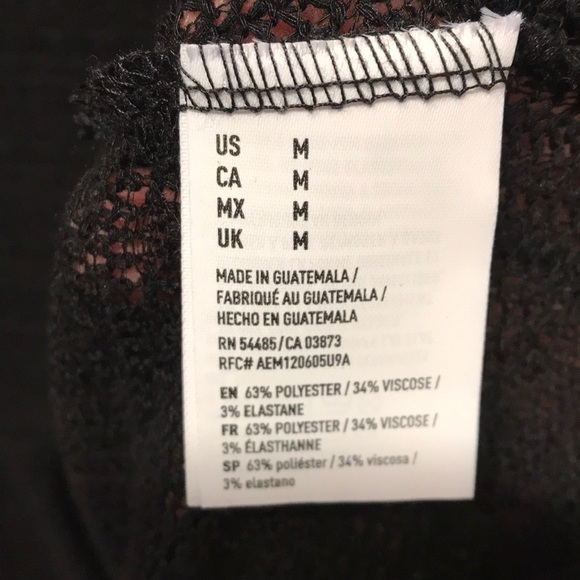 US M
CA M
MX M
UK M
MADE IN GUATEMALA /
FABRIQUÉ AU GUATEMALA /
HECHO EN GUATEMALA
RN 54485/CA 03873
RFC# AEM120605U9A
EN 63% POLYESTER / 34% VISCOSE /
3% ELASTANE
FR 63% POLYESTER / 34% VISCOSE /
3% ÉLASTHANNE
SP 63% poliéster / 34% viscosa /
3% elastano